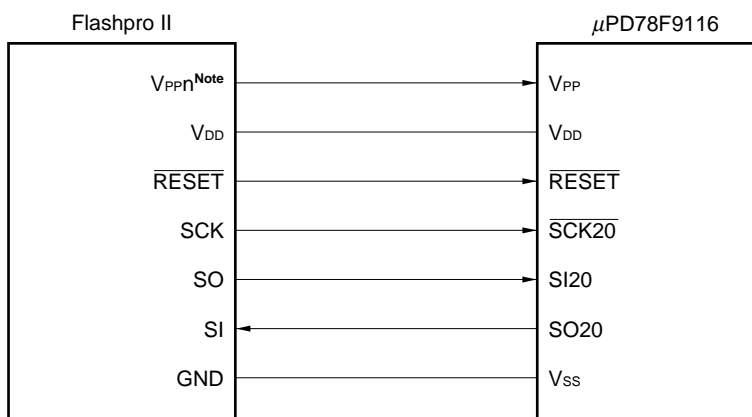 Flashpro II
μPD78F9116
VPPnNote
VPP
VDD
VDD
RESET
RESET
SCK
SCK20
SO
SI20
SI
SO20
GND
VSS